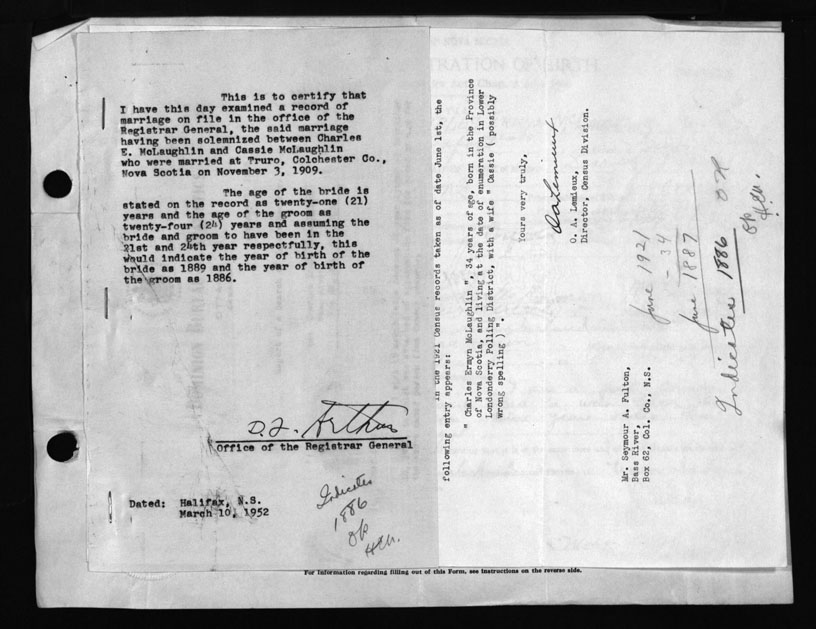 This is to certify that
I have this day examined a record of
marriage on file in the office of the
Registrar General, the said marriage
having been solemnized between Charles
E. McLaughlin and Cassie McLaughlin
who were married at Truro, Colchester Co.,
Nova Scotia on November 3, 1909.
The age of the bride is
stated on the record as twenty-one (21)
years and the age of the groom as
twenty-four (24) years and assuming the
bride and groom to have been in the
21st and 24th year respectfully, this
would indicate the year of birth of the
bride as 1889 and the year of birth of
the groom as 1886.
D. F. Arthur
Office of the Registrar General
Dated: Halifax, N.S.
March 10, 1952
Indicates
1886
OK
In the 1921 Census records taken as of date June 1st, the
following entry appears:
" Charles Ermyn McLaughlin ", 34 years of age, born in the Province
of Nova Scotia, and living at the date of enumeration in Lower
Londonderry Polling District, with a wife " Cassie ( possibly
wrong spelling ) ".
Yours very truly,
O. A. Lemieux
O. A. Lemieux,
Director, Census Division.
Mr. Seymour A. Fulton,
Bass River,
Box 62, Col. Co., N.S.
June 1921
- 34
June 1887
Indicates 1886 OK
OK
REGISTRATION OF BIRTH
For Information regarding filling out of this Form, see Instructions on the reverse side.